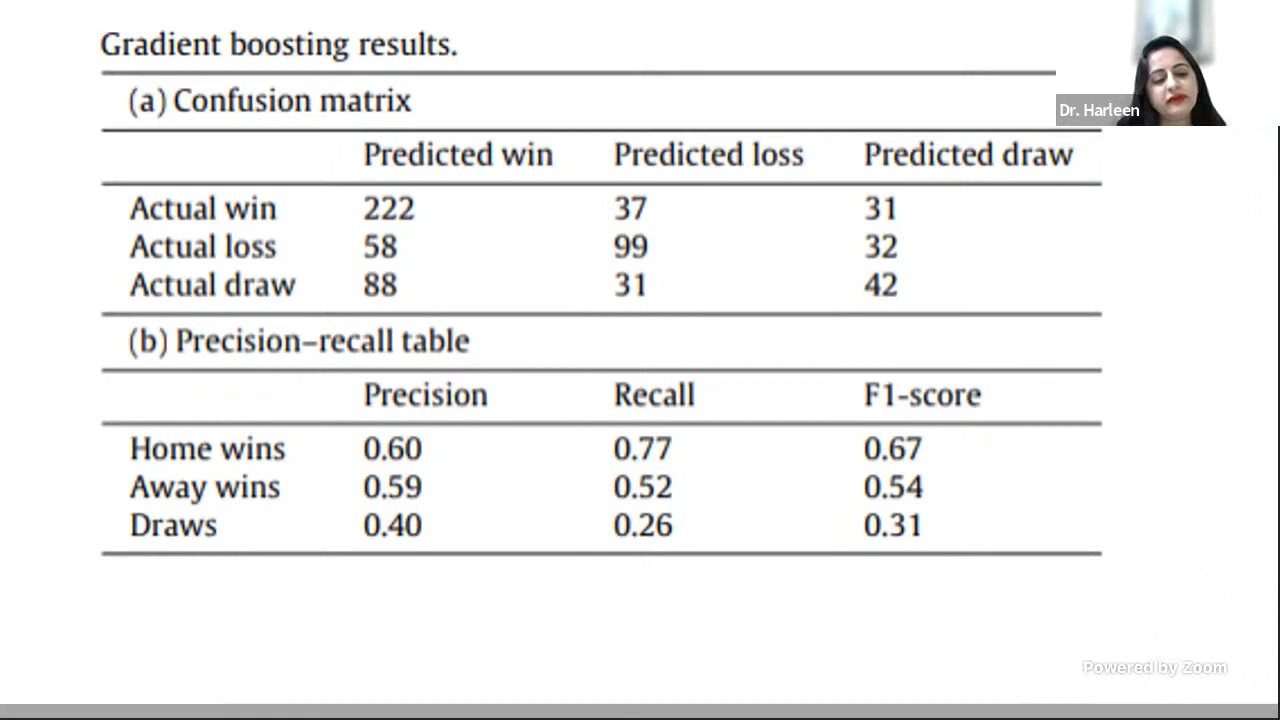 Gradient boosting results.
(a) Confusion matrix
Dr. Harleen
Predicted win Predicted loss Predicted draw
Actual win 222 37 31
Actual loss 58 99 32
Actual draw 88 31 42
(b) Precision–recall table
Precision Recall F1-score
Home wins 0.60 0.77 0.67
Away wins 0.59 0.52 0.54
Draws 0.40 0.26 0.31
Powered by Zoom